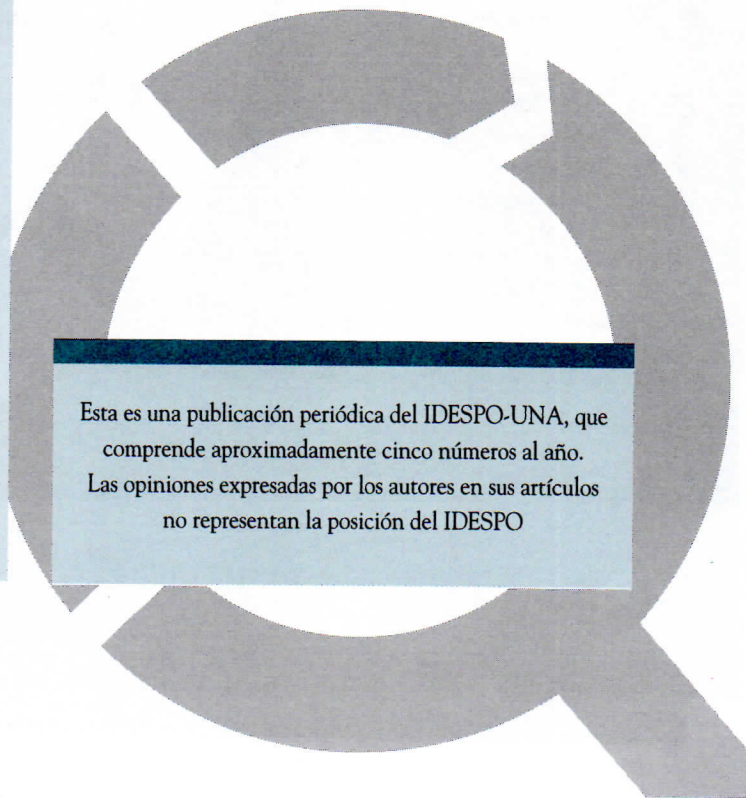 Esta es una publicación periódica del IDESPO-UNA, que
comprende aproximadamente cinco números al año.
Las opiniones expresadas por los autores en sus artículos
no representan la posición del IDESPO